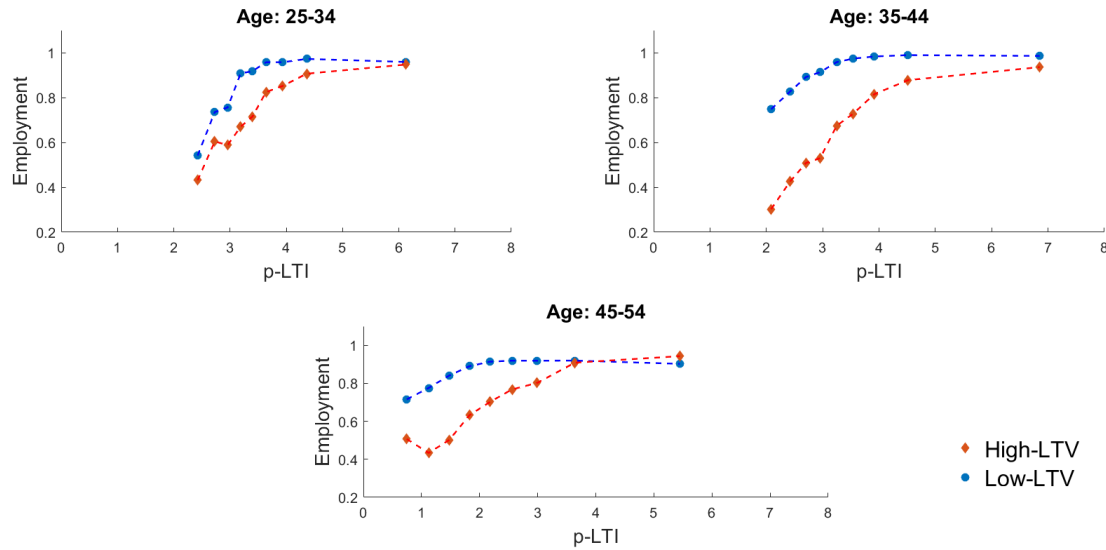 Age: 25-34
Employment
1
0.8
0.6
0.4
0.2
0 1 2 3 4 5 6 7 8
p-LTI
Age: 35-44
Employment
1
0.8
0.6
0.4
0.2
0 1 2 3 4 5 6 7 8
p-LTI
Age: 45-54
Employment
1
0.8
0.6
0.4
0.2
0 1 2 3 4 5 6 7 8
p-LTI
High-LTV
Low-LTV